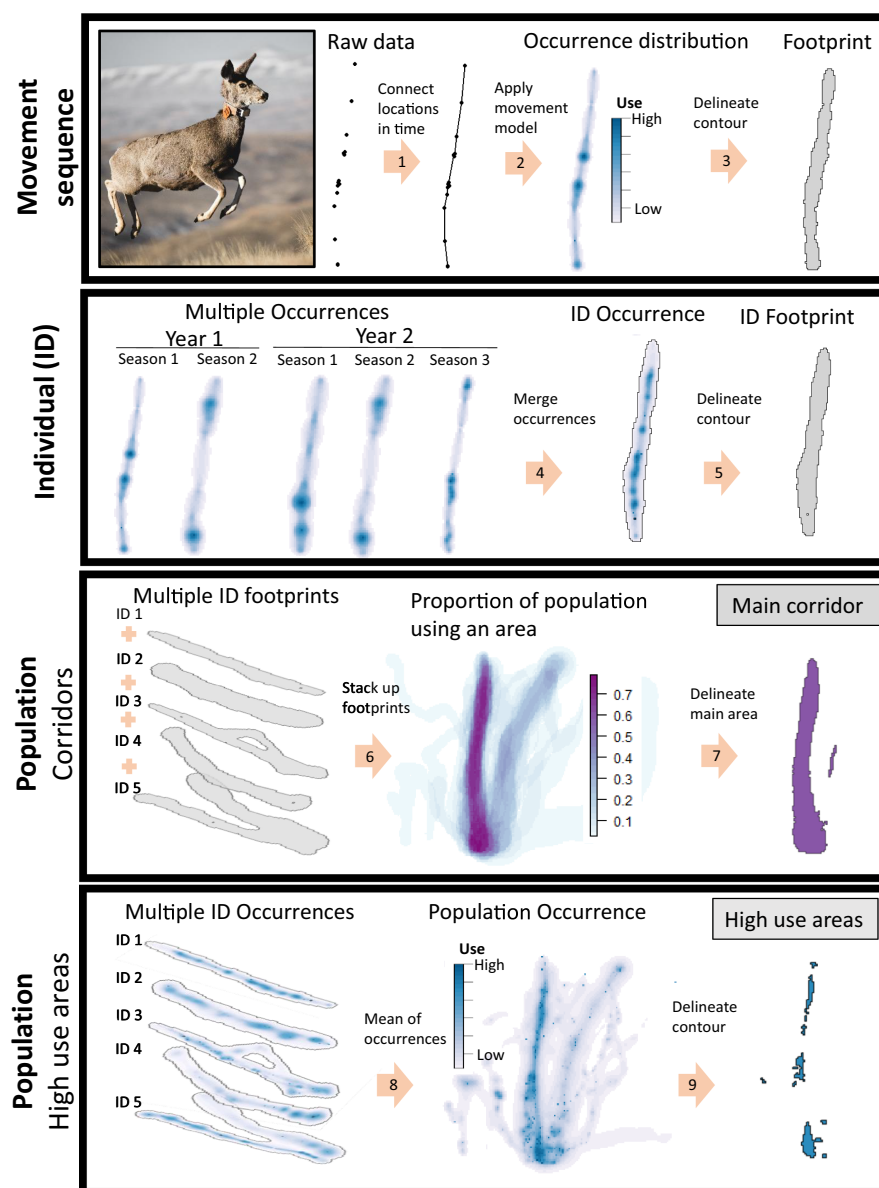 Movement
sequence
Raw data
Occurrence distribution
Footprint
Connect
locations
in time
1
Apply
movement
model
2
Use
High
Low
Delineate
contour
3
Individual (ID)
Multiple Occurrences
Year 1
Year 2
Season 1
Season 2
Season 1
Season 2
Season 3
Merge
occurrences
4
ID Occurrence
Delineate
contour
5
ID Footprint
Population
Corridors
Multiple ID footprints
ID 1
ID 2
ID 3
ID 4
ID 5
Stack up
footprints
6
Proportion of population
using an area
0.7
0.6
0.5
0.4
0.3
0.2
0.1
Delineate
main area
7
Main corridor
Population
High use areas
Multiple ID Occurrences
ID 1
ID 2
ID 3
ID 4
ID 5
Mean of
occurrences
8
Population Occurrence
Use
High
Low
Delineate
contour
9
High use areas